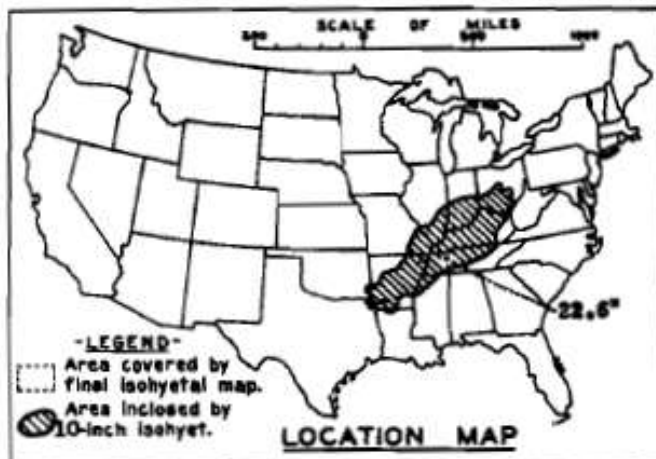 SCALE OF MILES
500 0 500 1000
22.6"
-LEGEND-
Area covered by
final isohyetal map.
Area inclosed by
10-inch isohyet.
LOCATION MAP